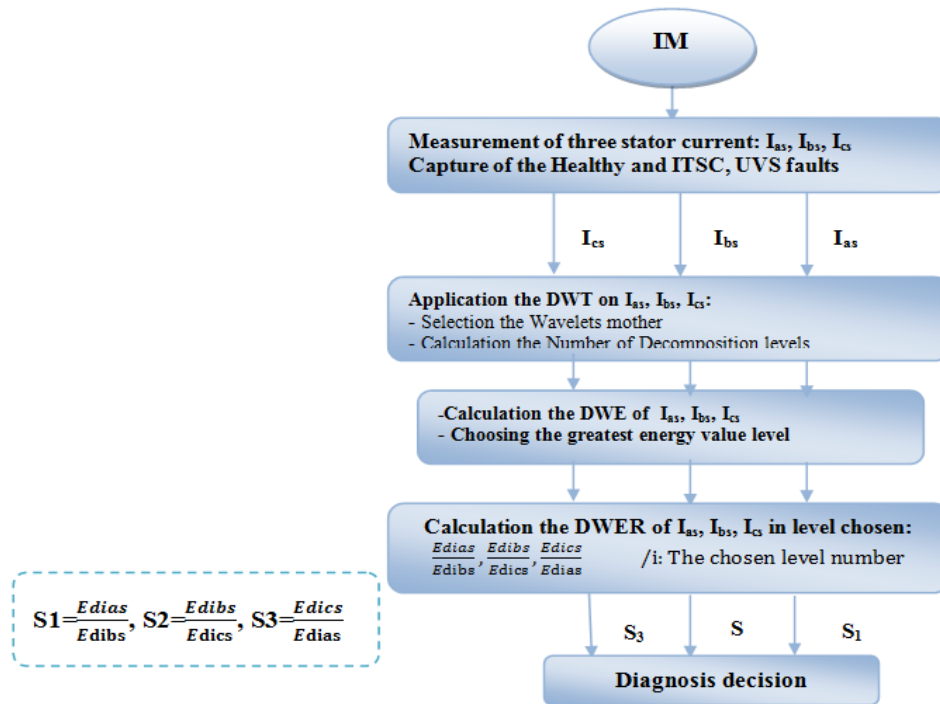 IM
Measurement of three stator current: Ias, Ibs, Ics
Capture of the Healthy and ITSC, UVS faults
Ics Ibs Ias
Application the DWT on Ias, Ibs, Ics:
- Selection the Wavelets mother
- Calculation the Number of Decomposition levels
-Calculation the DWE of Ias, Ibs, Ics
- Choosing the greatest energy value level
Calculation the DWER of Ias, Ibs, Ics in level chosen:
Edias/Edibs, Edibs/Edics, Edics/Edias /i: The chosen level number
S1=Edias/Edibs, S2=Edibs/Edics, S3=Edics/Edias
S3 S S1
Diagnosis decision